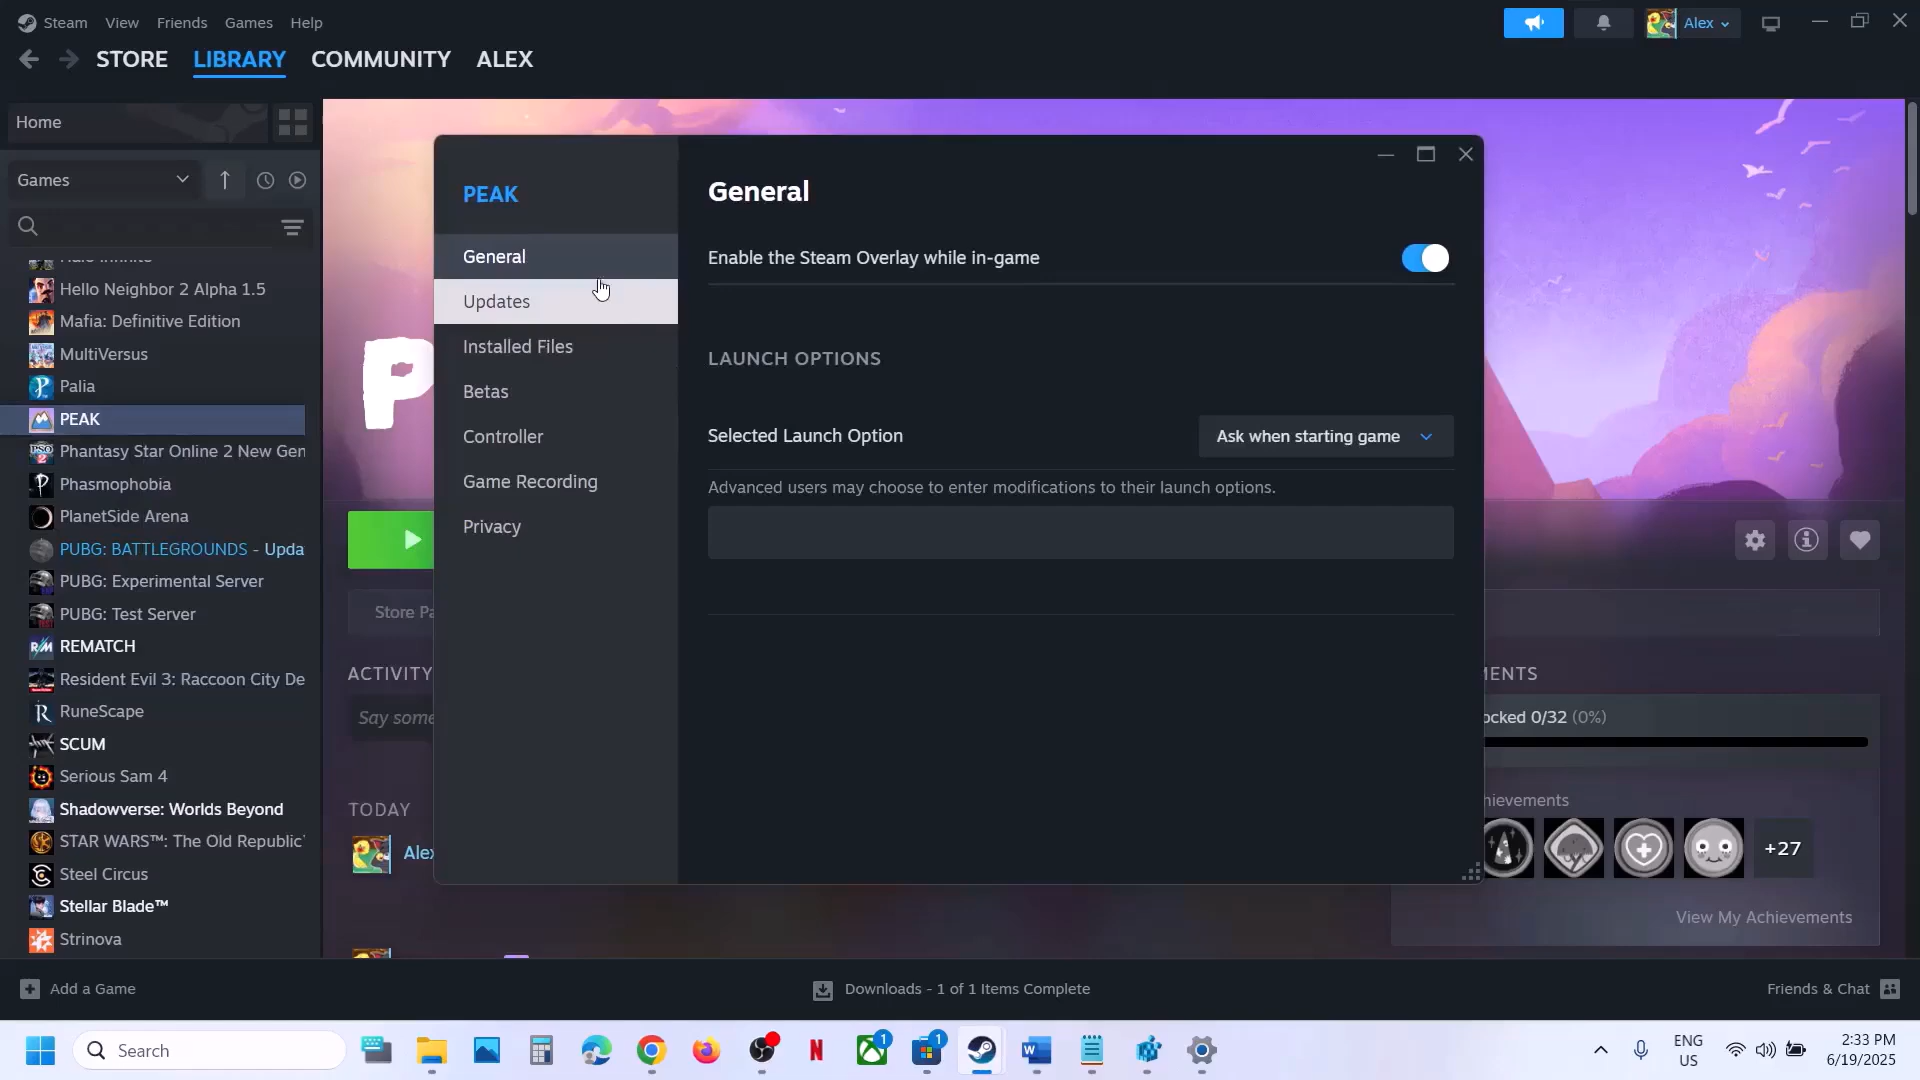 Steam View Friends Games Help
Alex
STORE LIBRARY COMMUNITY ALEX
Home
Games
Hello Neighbor 2 Alpha 1.5
Mafia: Definitive Edition
MultiVersus
Palia
PEAK
Phantasy Star Online 2 New Gen
Phasmophobia
PlanetSide Arena
PUBG: BATTLEGROUNDS - Upda
PUBG: Experimental Server
PUBG: Test Server
REMATCH
Resident Evil 3: Raccoon City De
RuneScape
SCUM
Serious Sam 4
Shadowverse: Worlds Beyond
STAR WARS™: The Old Republic
Steel Circus
Stellar Blade™
Strinova
PEAK
General
Updates
Installed Files
Betas
Controller
Game Recording
Privacy
General
Enable the Steam Overlay while in-game
LAUNCH OPTIONS
Selected Launch Option
Ask when starting game
Advanced users may choose to enter modifications to their launch options.
P
Store Pa
ACTIVITY
Say some
TODAY
Alex
MENTS
ocked 0/32 (0%)
hievements
+27
View My Achievements
Add a Game
Downloads - 1 of 1 Items Complete
Friends & Chat
Search
1
1
ENG
US
2:33 PM
6/19/2025